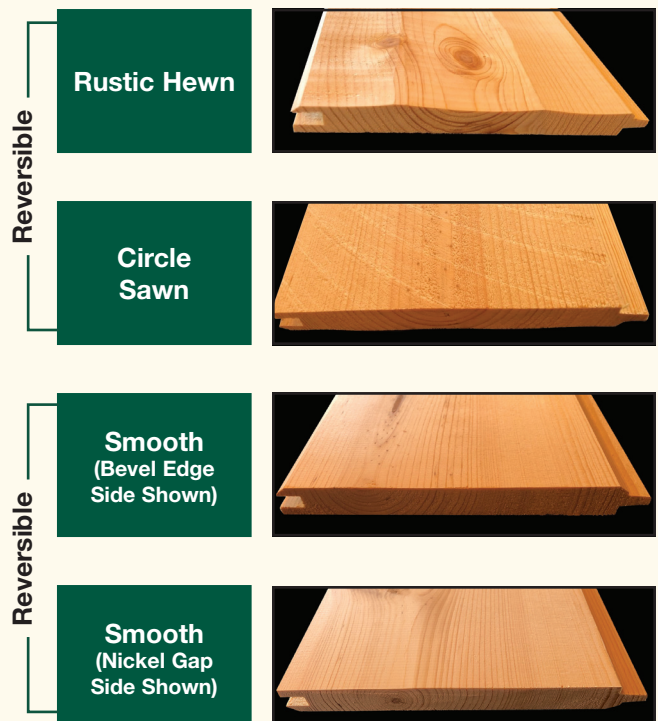 Reversible
Rustic Hewn
Circle
Sawn
Reversible
Smooth
(Bevel Edge
Side Shown)
Smooth
(Nickel Gap
Side Shown)